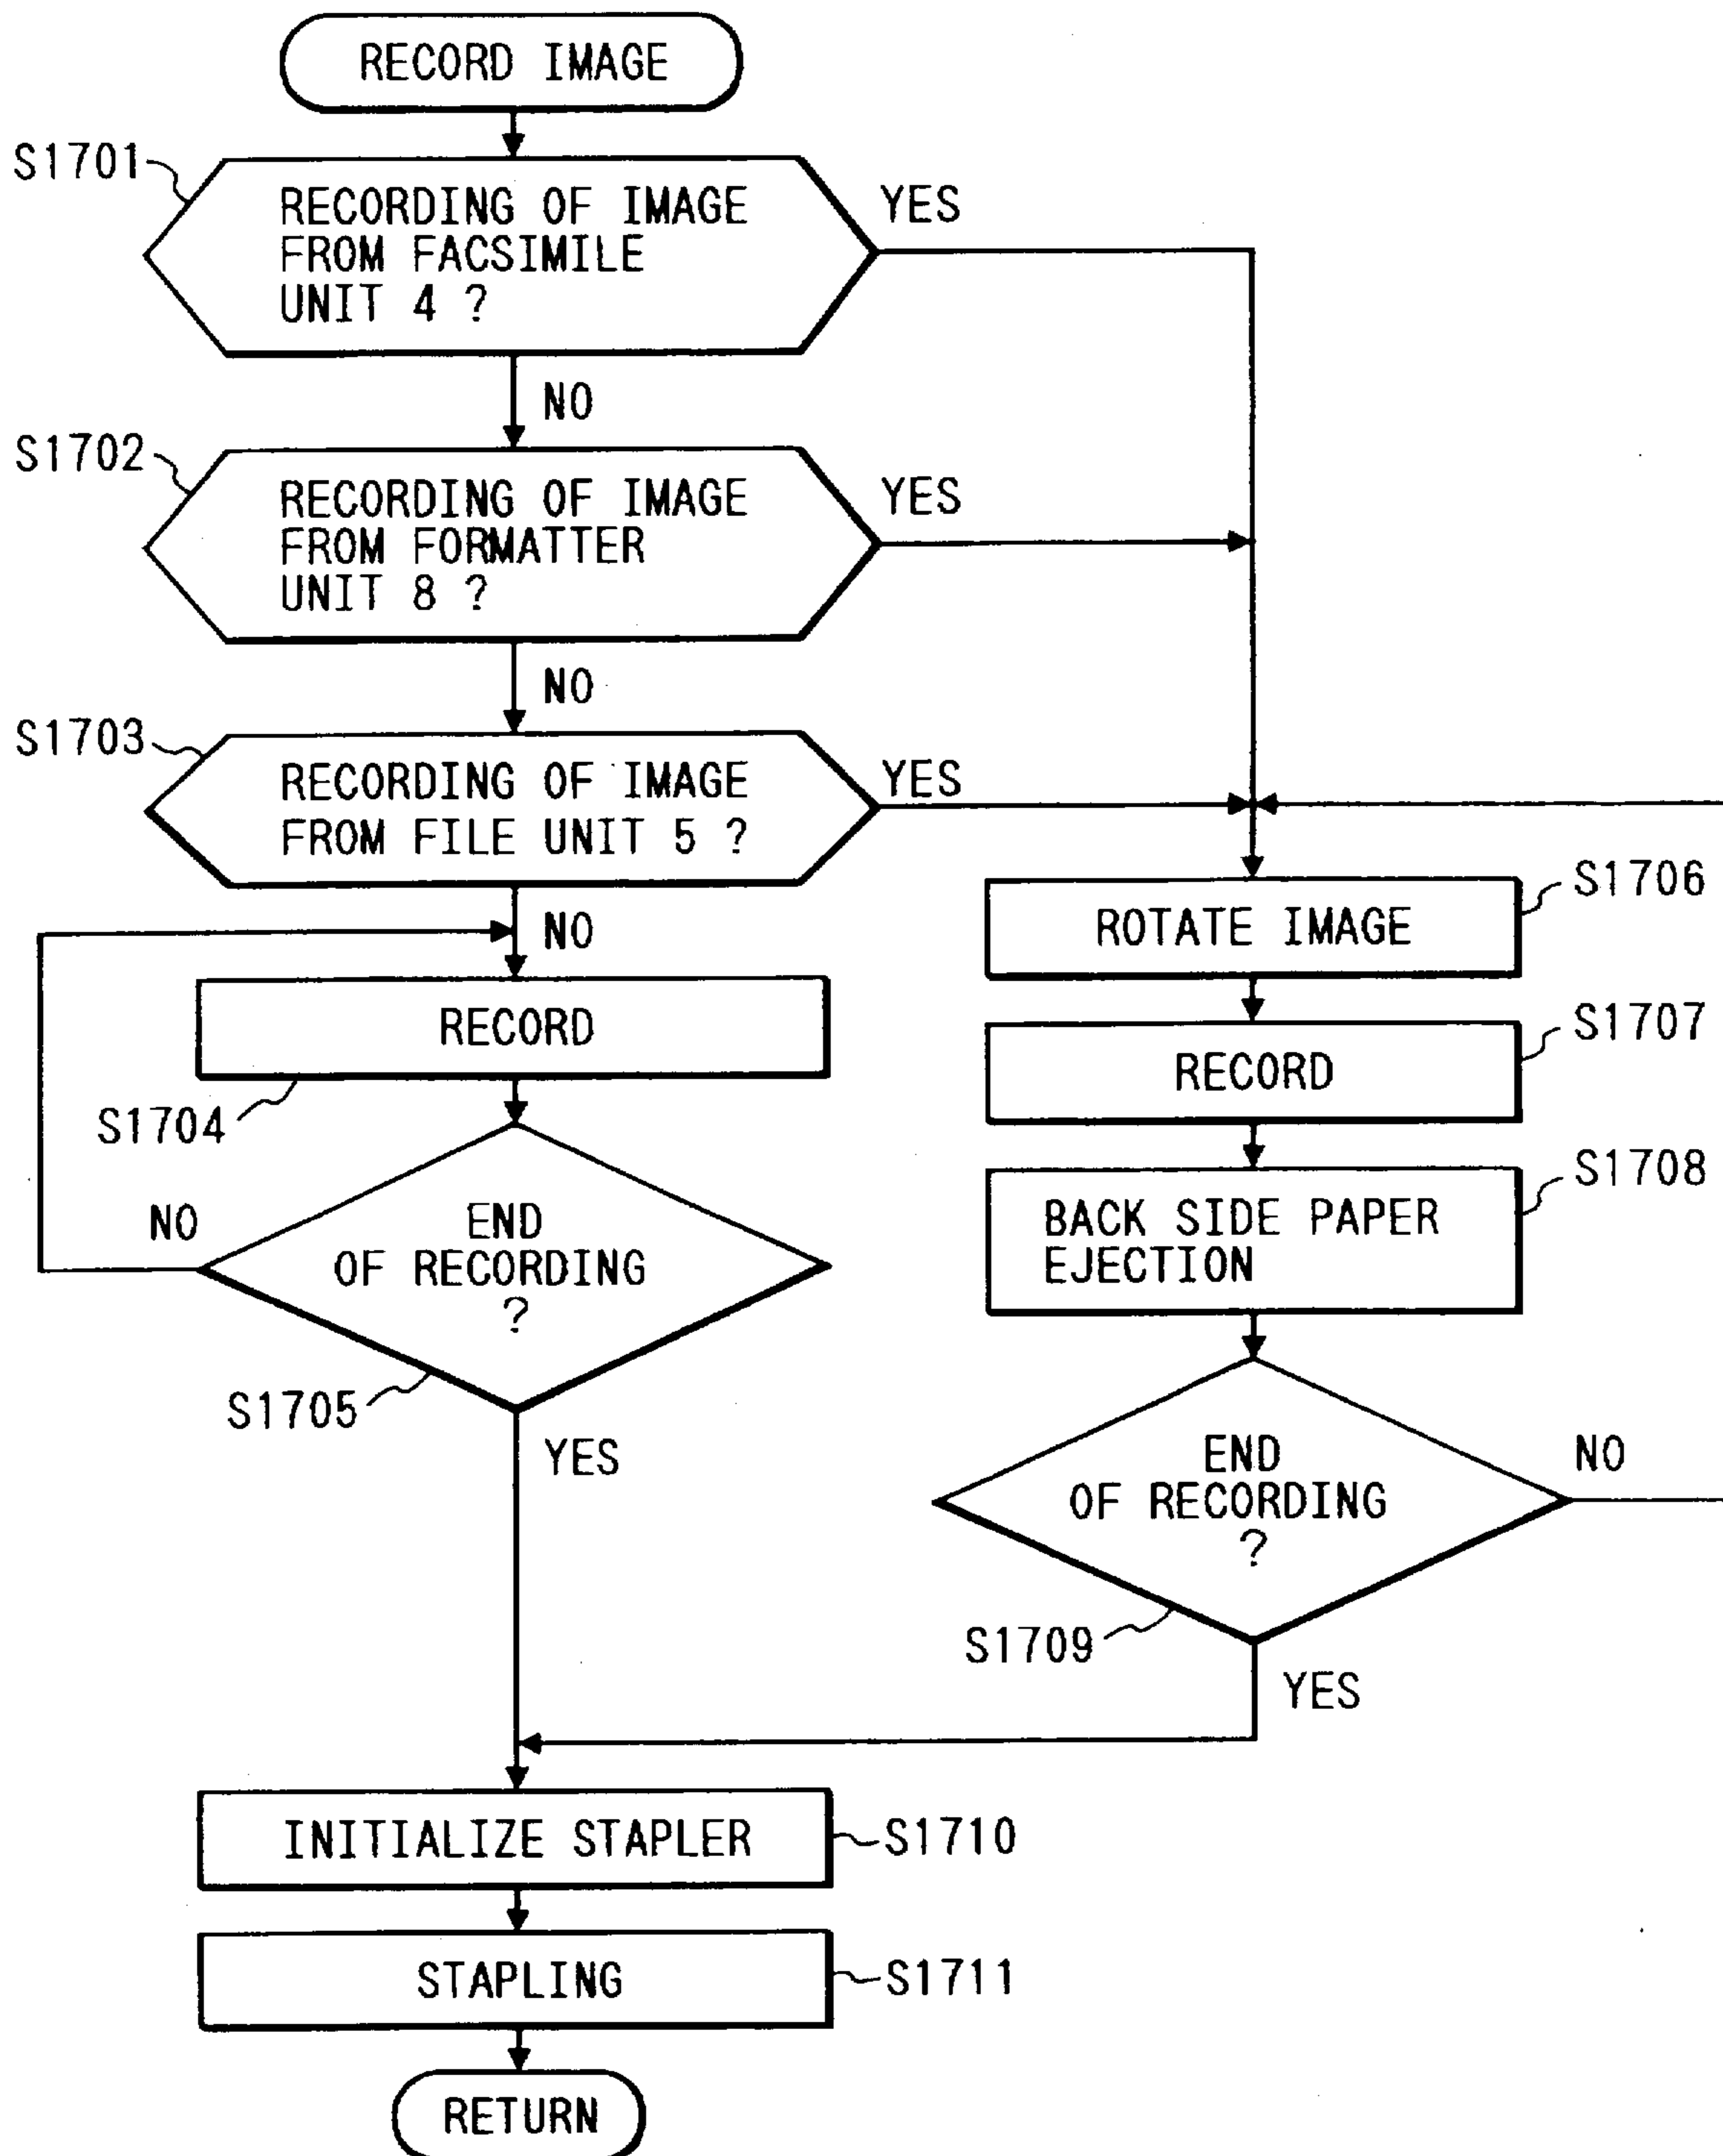 RECORD IMAGE
S1701
RECORDING OF IMAGE
FROM FACSIMILE
UNIT 4 ?
YES
NO
S1702
RECORDING OF IMAGE
FROM FORMATTER
UNIT 8 ?
YES
NO
S1703
RECORDING OF IMAGE
FROM FILE UNIT 5 ?
YES
NO
RECORD
S1704
END
OF RECORDING
?
NO
S1705
YES
S1706
ROTATE IMAGE
S1707
RECORD
S1708
BACK SIDE PAPER
EJECTION
END
OF RECORDING
?
NO
S1709
YES
INITIALIZE STAPLER
S1710
STAPLING
S1711
RETURN